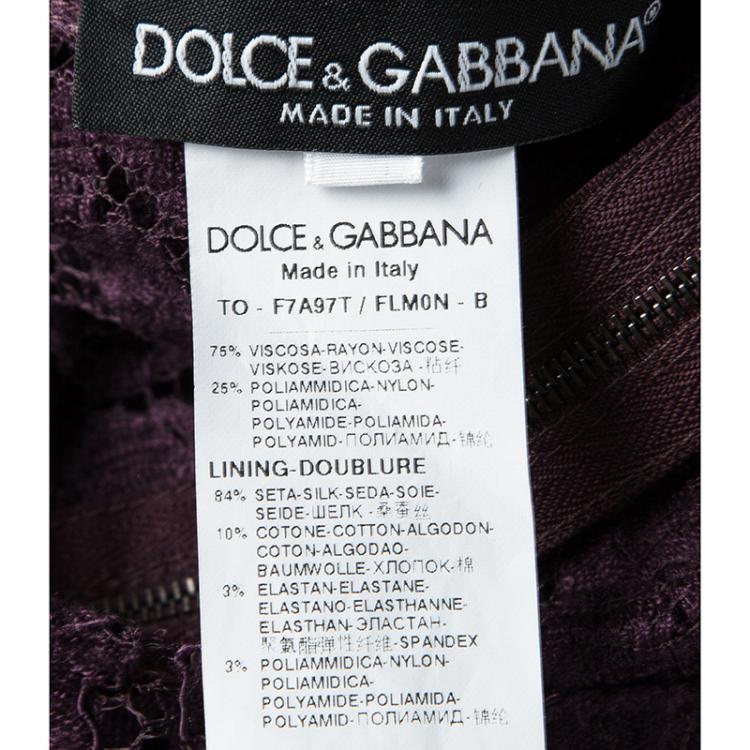 DOLCE & GABBANA®
MADE IN ITALY
DOLCE & GABBANA
Made in Italy
TO - F7A97T / FLM0N - B
75% VISCOSA-RAYON-VISCOSE-
VISKOSE-ВИСКОЗА -粘纤
25% POLIAMMIDICA-NYLON-
POLIAMIDICA-
POLYAMIDE-POLIAMIDA-
POLYAMID-ПОЛИАМИД-锦纶
LINING-DOUBLURE
84% SETA-SILK-SEDA-SOIE-
SEIDE-ШЕЛК -桑蚕丝
10% COTONE-COTTON-ALGODON-
COTON-ALGODAO-
BAUMWOLLE-ХЛОПОК-棉
3% ELASTAN-ELASTANE-
ELASTANO-ELASTHANNE-
ELASTHAN-ЭЛАСТАН-
聚氨酯弹性纤维-SPANDEX
3% POLIAMMIDICA-NYLON-
POLIAMIDICA-
POLYAMIDE-POLIAMIDA-
POLYAMID-ПОЛИАМИД-锦纶